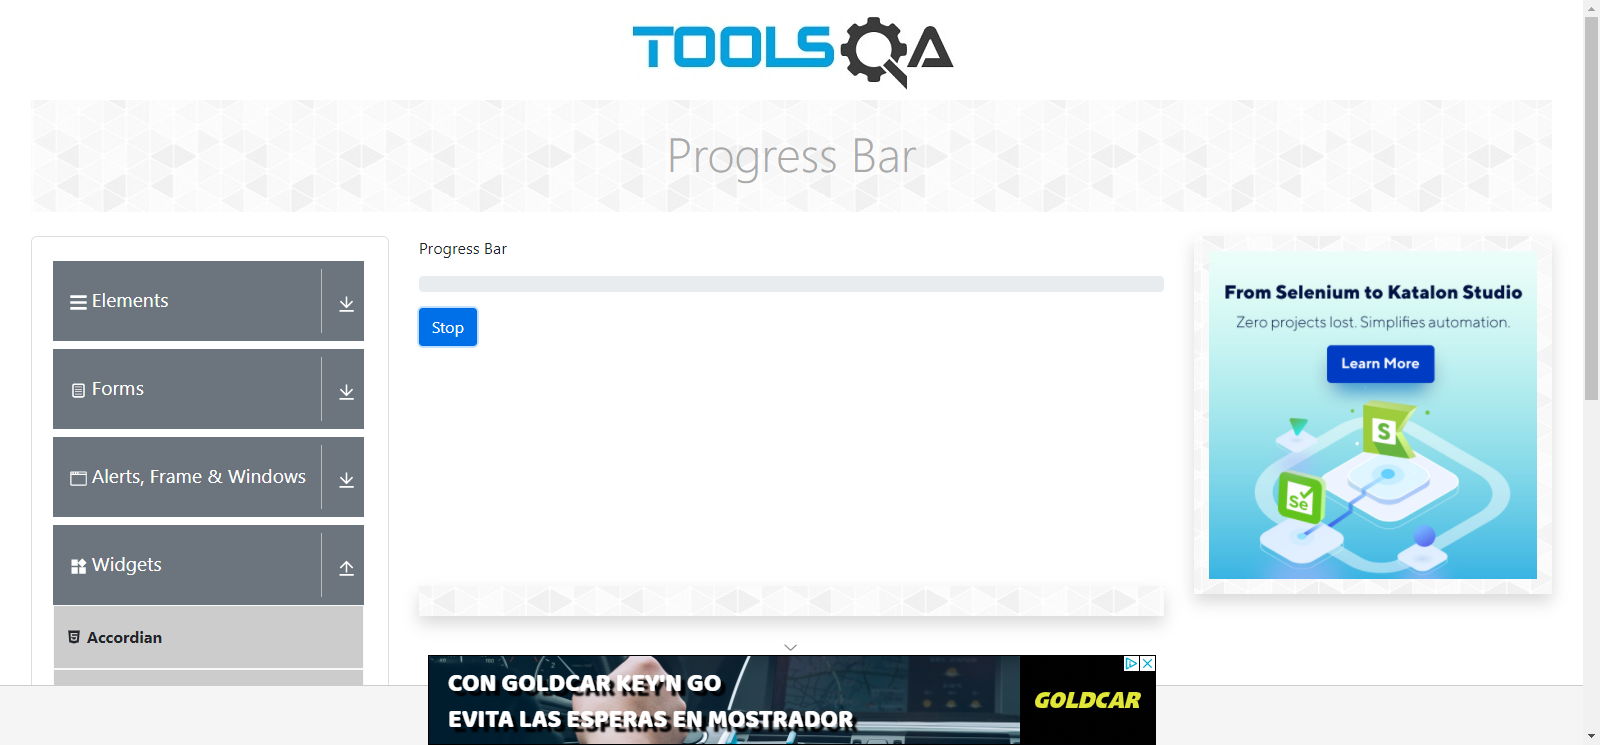 TOOLSQA
Progress Bar
Elements
Forms
Alerts, Frame & Windows
Widgets
Accordian
Progress Bar
Stop
From Selenium to Katalon Studio
Zero projects lost. Simplifies automation.
Learn More
S
Se
CON GOLDCAR KEY'N GO
EVITA LAS ESPERAS EN MOSTRADOR
GOLDCAR